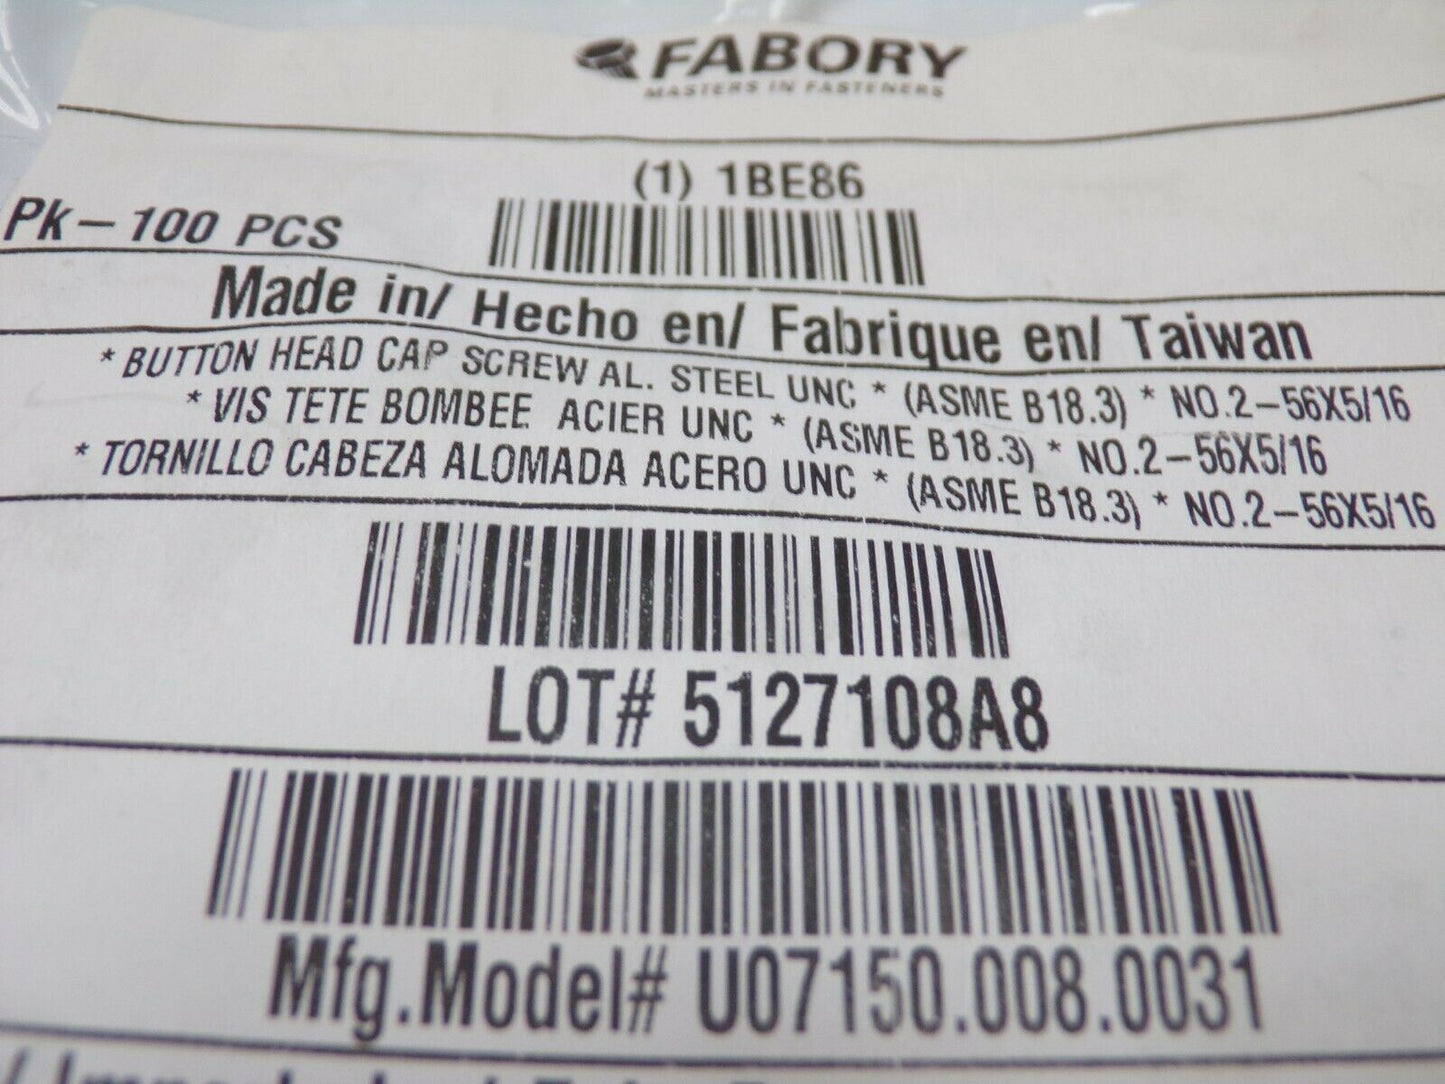 FABORY
MASTERS IN FASTENERS
(1) 1BE86
Pk-100 PCS
Made in/ Hecho en/ Fabrique en/ Taiwan
* BUTTON HEAD CAP SCREW AL. STEEL UNC * (ASME B18.3) * NO.2-56X5/16
* VIS TETE BOMBEE ACIER UNC * (ASME B18.3) * NO.2-56X5/16
* TORNILLO CABEZA ALOMADA ACERO UNC * (ASME B18.3) * NO.2-56X5/16
LOT# 5127108A8
Mfg.Model# U07150.008.0031